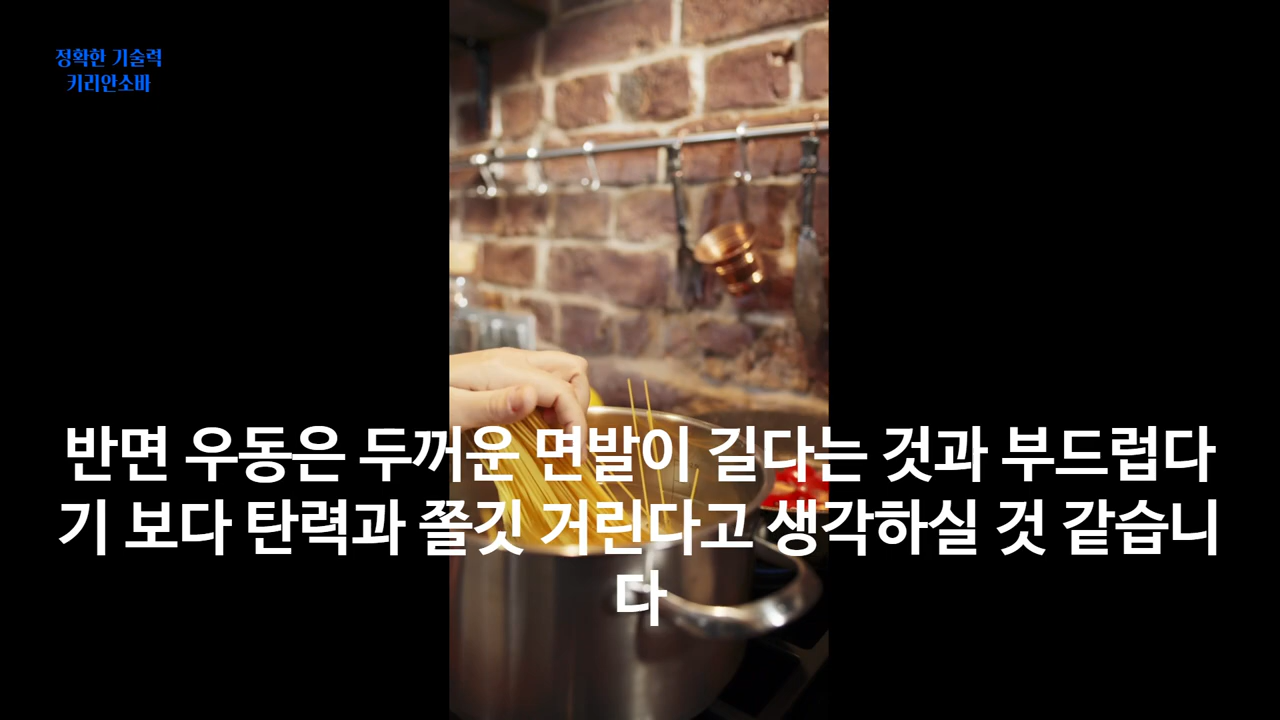 정확한 기술력
키리안소바
반면 우동은 두꺼운 면발이 길다는 것과 부드럽다
기 보다 탄력과 쫄깃 거린다고 생각하실 것 같습니
다